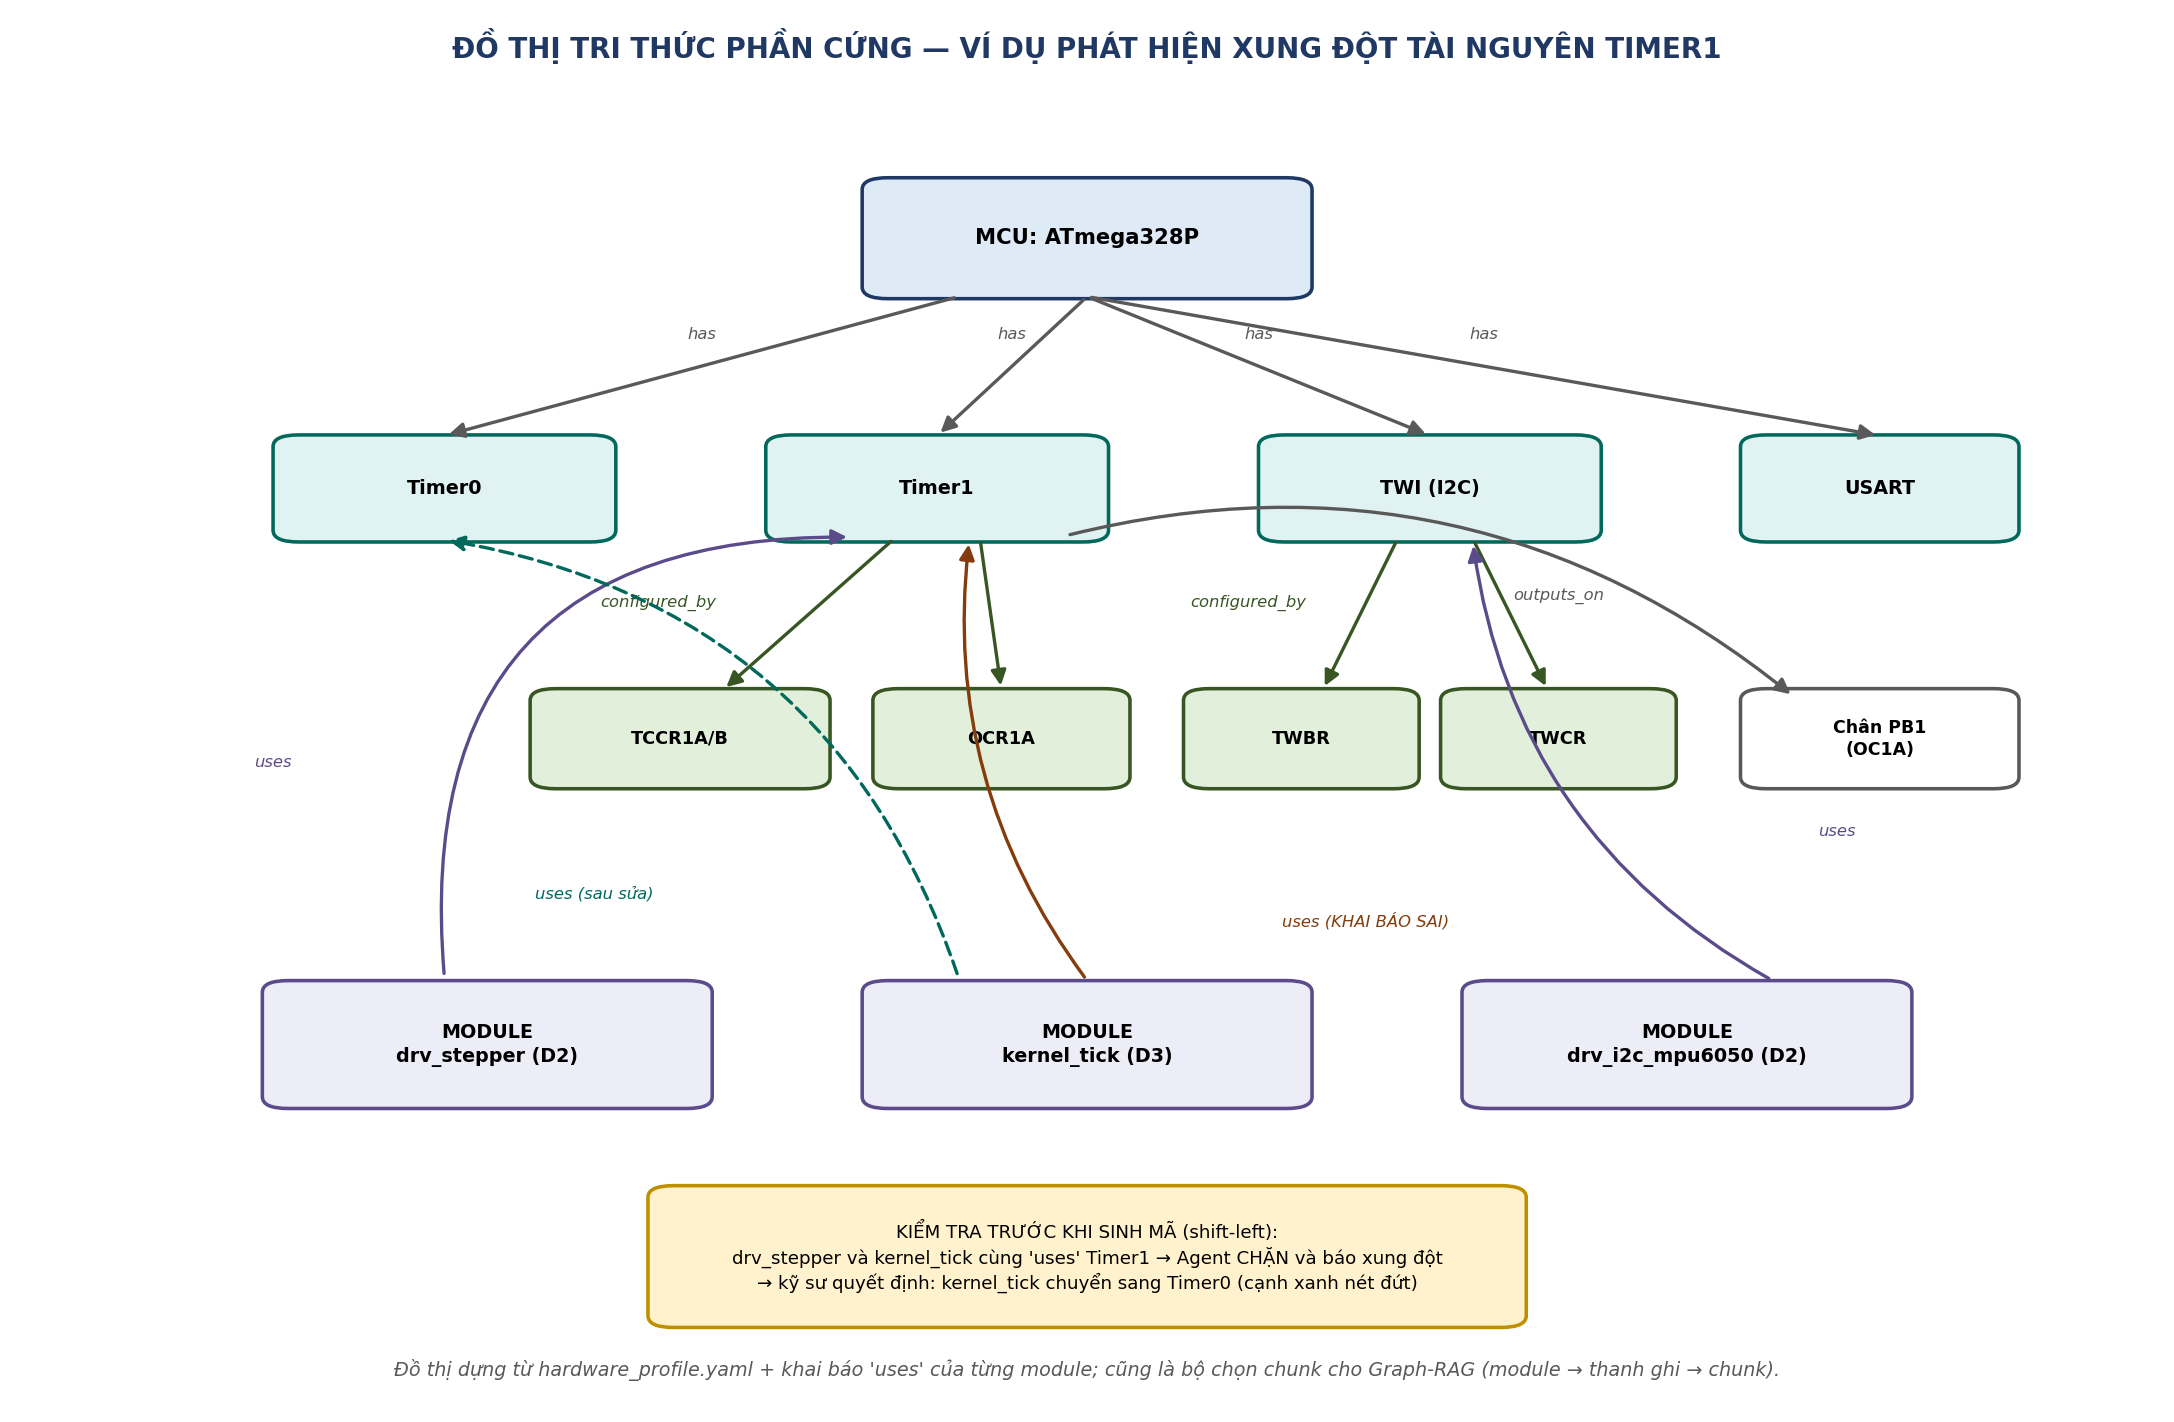 ĐỒ THỊ TRI THỨC PHẦN CỨNG — VÍ DỤ PHÁT HIỆN XUNG ĐỘT TÀI NGUYÊN TIMER1
MCU: ATmega328P
has
has
has
has
Timer0
Timer1
TWI (I2C)
USART
configured_by
configured_by
outputs_on
TCCR1A/B
OCR1A
TWBR
TWCR
Chân PB1
(OC1A)
uses
uses
uses (sau sửa)
uses (KHAI BÁO SAI)
MODULE
drv_stepper (D2)
MODULE
kernel_tick (D3)
MODULE
drv_i2c_mpu6050 (D2)
KIỂM TRA TRƯỚC KHI SINH MÃ (shift-left):
drv_stepper và kernel_tick cùng 'uses' Timer1 → Agent CHẶN và báo xung đột
→ kỹ sư quyết định: kernel_tick chuyển sang Timer0 (cạnh xanh nét đứt)
Đồ thị dựng từ hardware_profile.yaml + khai báo 'uses' của từng module; cũng là bộ chọn chunk cho Graph-RAG (module → thanh ghi → chunk).